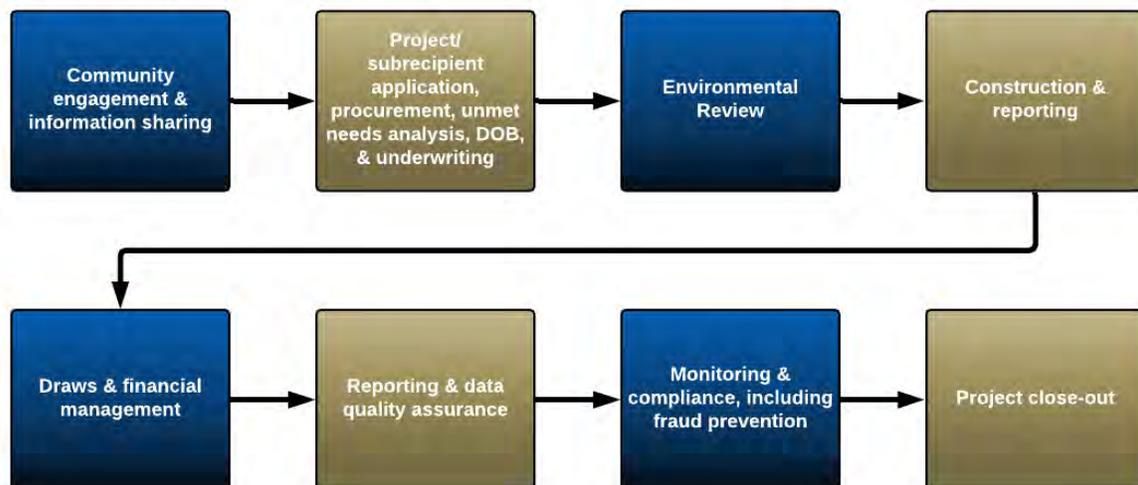 Community
engagement &
information sharing
Project/
subrecipient
application,
procurement, unmet
needs analysis, DOB,
& underwriting
Environmental
Review
Construction &
reporting
Draws & financial
management
Reporting & data
quality assurance
Monitoring &
compliance, including
fraud prevention
Project close-out